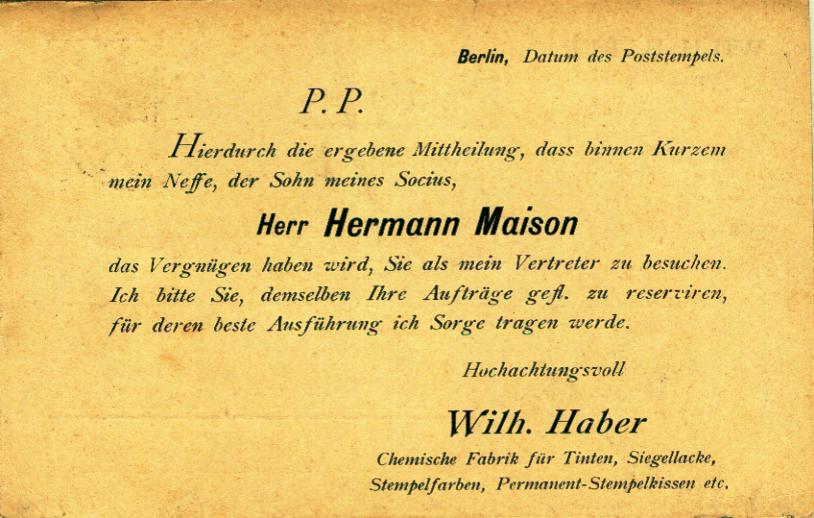 Berlin, Datum des Poststempels.
P. P.
Hierdurch die ergebene Mittheilung, dass binnen Kurzem
mein Neffe, der Sohn meines Socius,
Herr Hermann Maison
das Vergnügen haben wird, Sie als mein Vertreter zu besuchen.
Ich bitte Sie, demselben Ihre Aufträge gefl. zu reserviren,
für deren beste Ausführung ich Sorge tragen werde.
Hochachtungsvoll
Wilh. Haber
Chemische Fabrik für Tinten, Siegellacke,
Stempelfarben, Permanent-Stempelkissen etc.